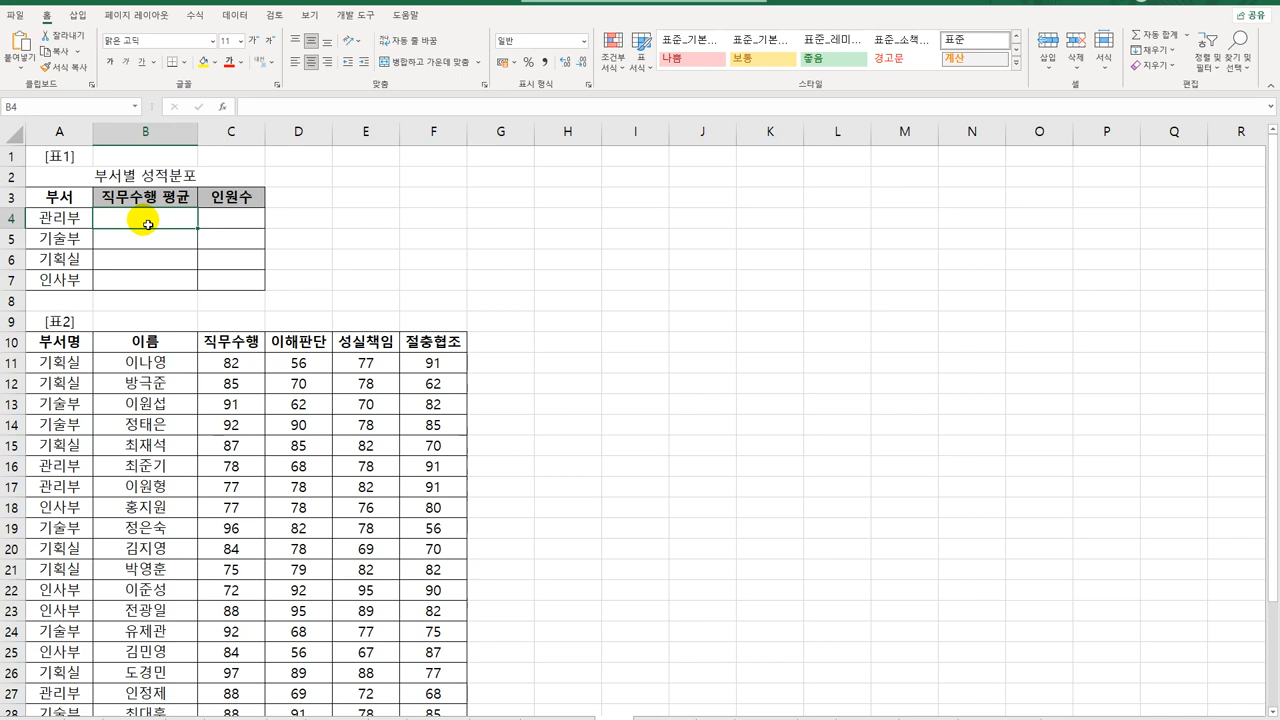 파일 홈 삽입 페이지 레이아웃 수식 데이터 검토 보기 개발 도구 도움말 공유
붙여넣기
잘라내기
복사
서식 복사
클립보드
맑은 고딕 11
가 가 가
글꼴
자동 줄 바꿈
병합하고 가운데 맞춤
맞춤
일반
표시 형식
조건부 서식
표 서식
표준_기본... 표준_기본... 표준_레미... 표준_소책... 표준
나쁨 보통 좋음 경고문 계산
스타일
삽입 삭제 서식
셀
자동 합계
채우기
지우기
정렬 및 필터
찾기 및 선택
편집
B4 fx
A B C D E F G H I J K L M N O P Q R
1 [표1]
2 부서별 성적분포
3 부서 직무수행 평균 인원수
4 관리부
5 기술부
6 기획실
7 인사부
8
9 [표2]
10 부서명 이름 직무수행 이해판단 성실책임 절충협조
11 기획실 이나영 82 56 77 91
12 기획실 방극준 85 70 78 62
13 기술부 이원섭 91 62 70 82
14 기술부 정태은 92 90 78 85
15 기획실 최재석 87 85 82 70
16 관리부 최준기 78 68 78 91
17 관리부 이원형 77 78 82 91
18 인사부 홍지원 77 78 76 80
19 기술부 정은숙 96 82 78 56
20 기획실 김지영 84 78 69 70
21 기획실 박영훈 75 79 82 82
22 인사부 이준성 72 92 95 90
23 인사부 전광일 88 95 89 82
24 기술부 유제관 92 68 77 75
25 인사부 김민영 84 56 67 87
26 기획실 도경민 97 89 88 77
27 관리부 인정제 88 69 72 68
28 기술부 최대훈 88 91 78 85